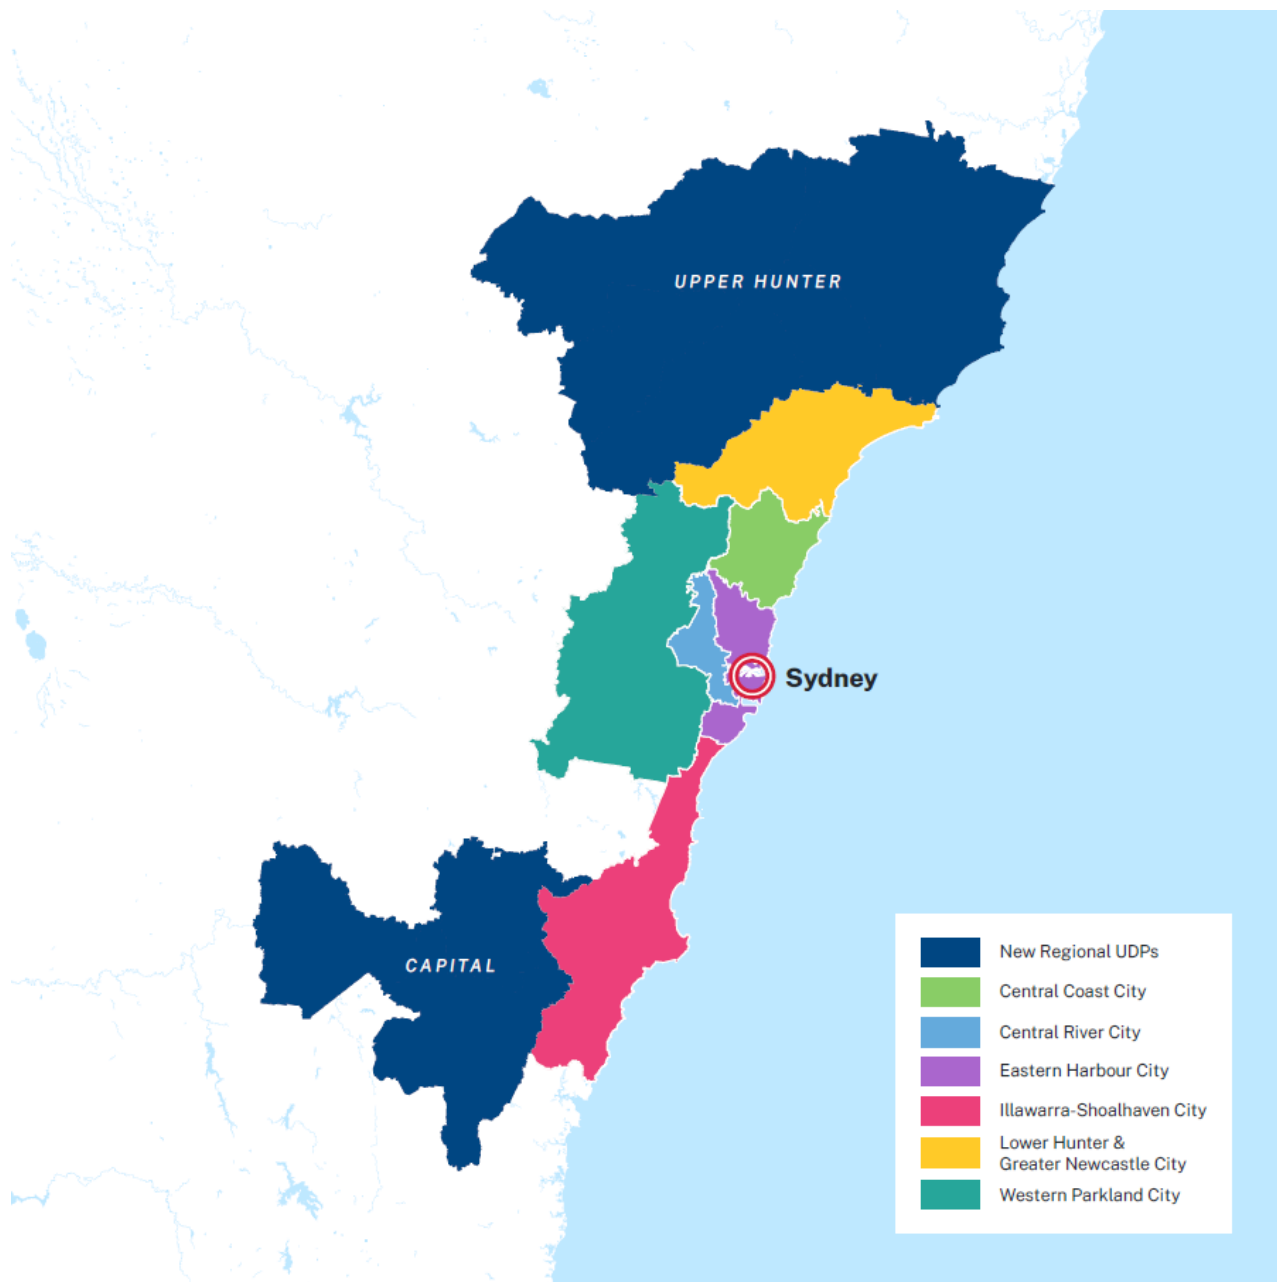 UPPER HUNTER
Sydney
CAPITAL
New Regional UDPs
Central Coast City
Central River City
Eastern Harbour City
Illawarra-Shoalhaven City
Lower Hunter &
Greater Newcastle City
Western Parkland City